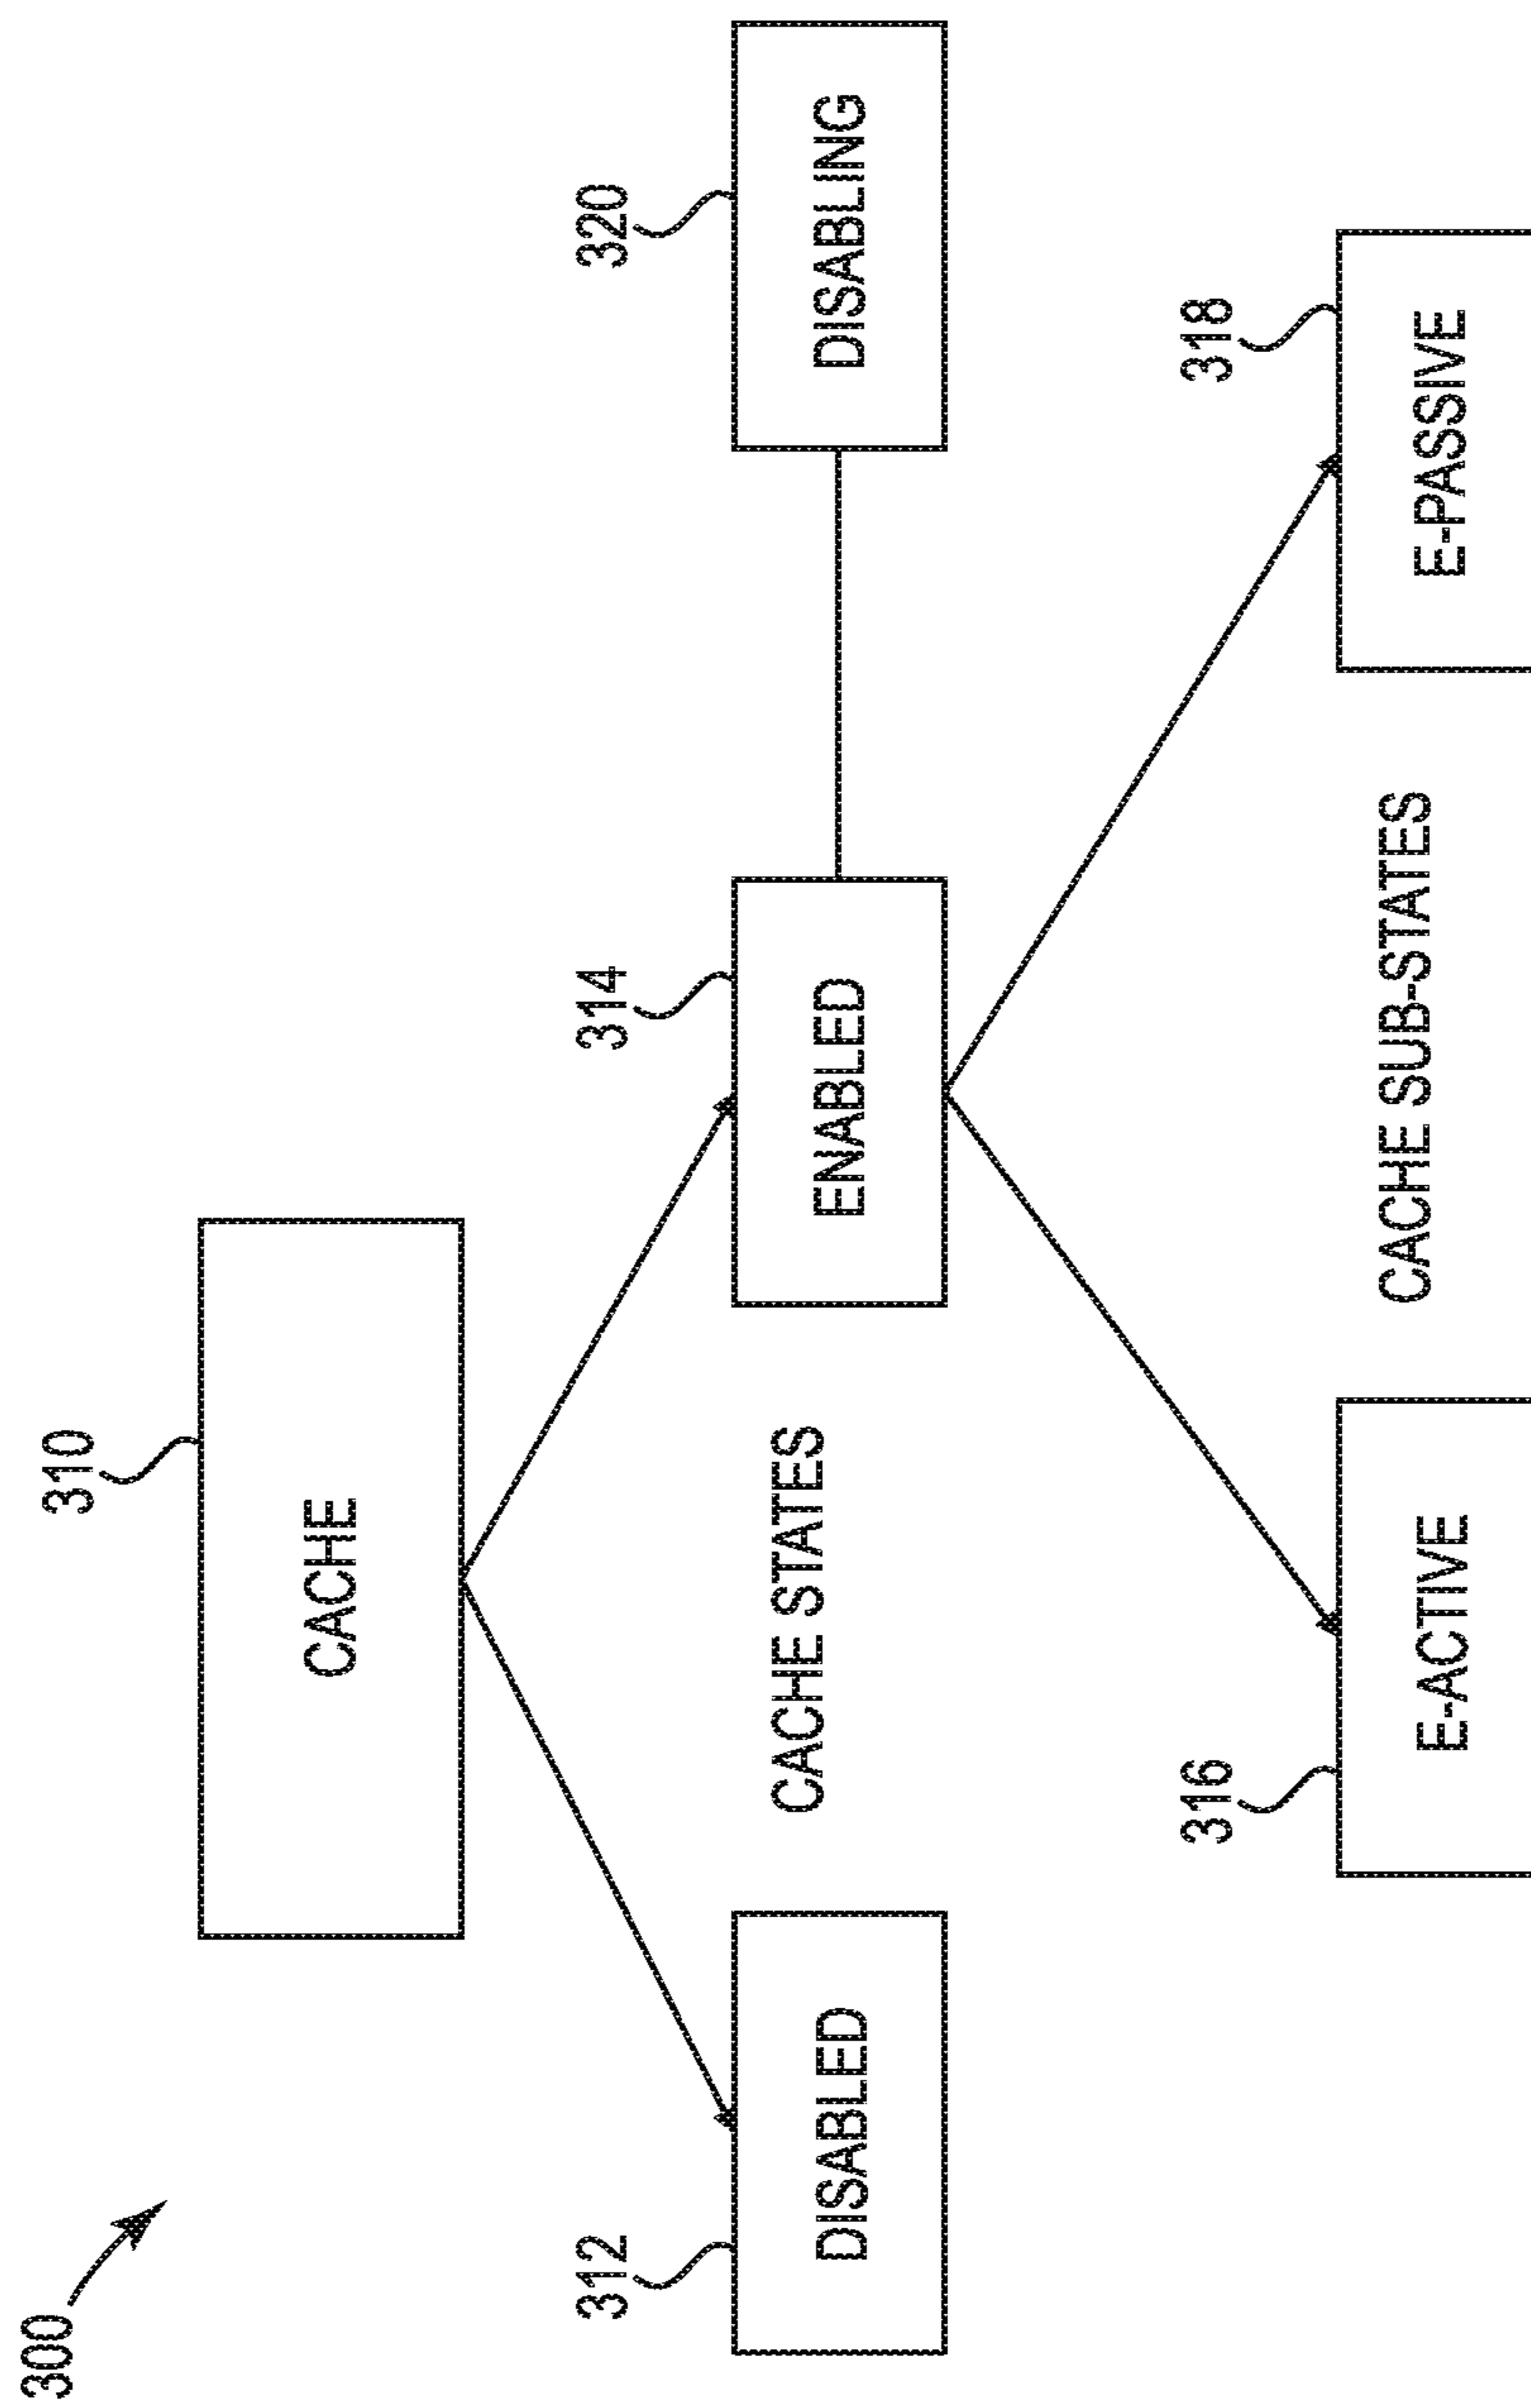 300
310
CACHE
312
314
320
DISABLED
CACHE STATES
ENABLED
DISABLING
316
318
E-ACTIVE
CACHE SUB-STATES
E-PASSIVE